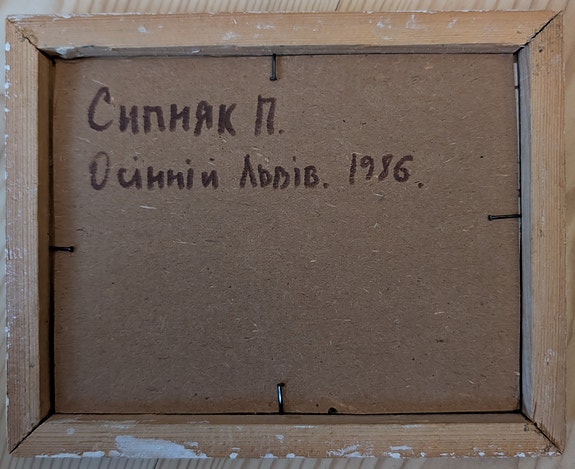 Сипняк П.
Осінній Львів. 1986.